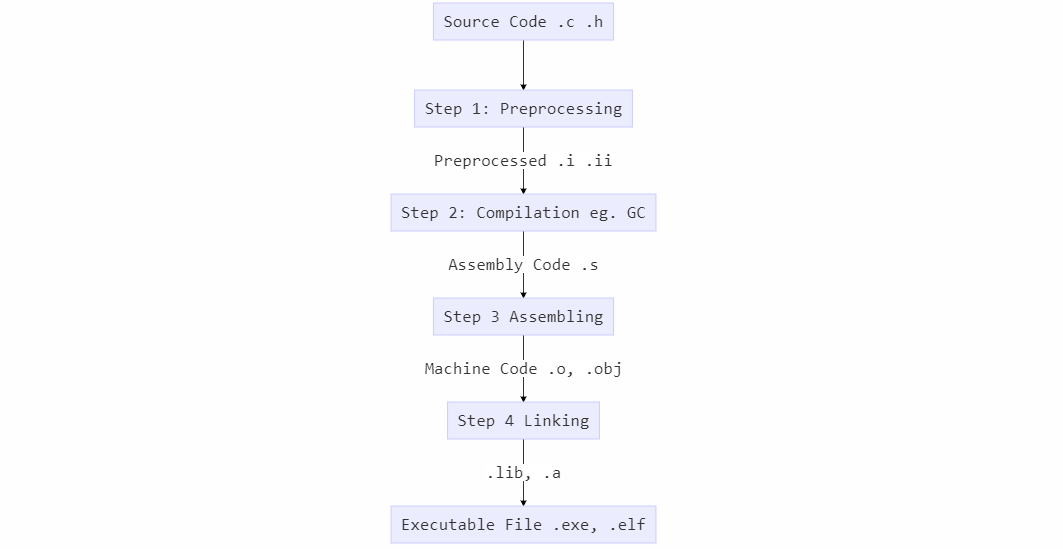 Source Code .c .h
Step 1: Preprocessing
Preprocessed .i .ii
Step 2: Compilation eg. GC
Assembly Code .s
Step 3 Assembling
Machine Code .o, .obj
Step 4 Linking
.lib, .a
Executable File .exe, .elf